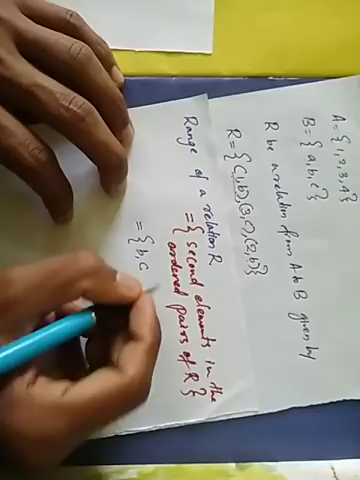 A = {1,2,3,4}
B = {a,b,c}
R be a relation from A to B given by
R = {(1,b),(3,c),(2,b)}
Range of a relation R
= {second elements in the
ordered pairs of R}
= {b,c